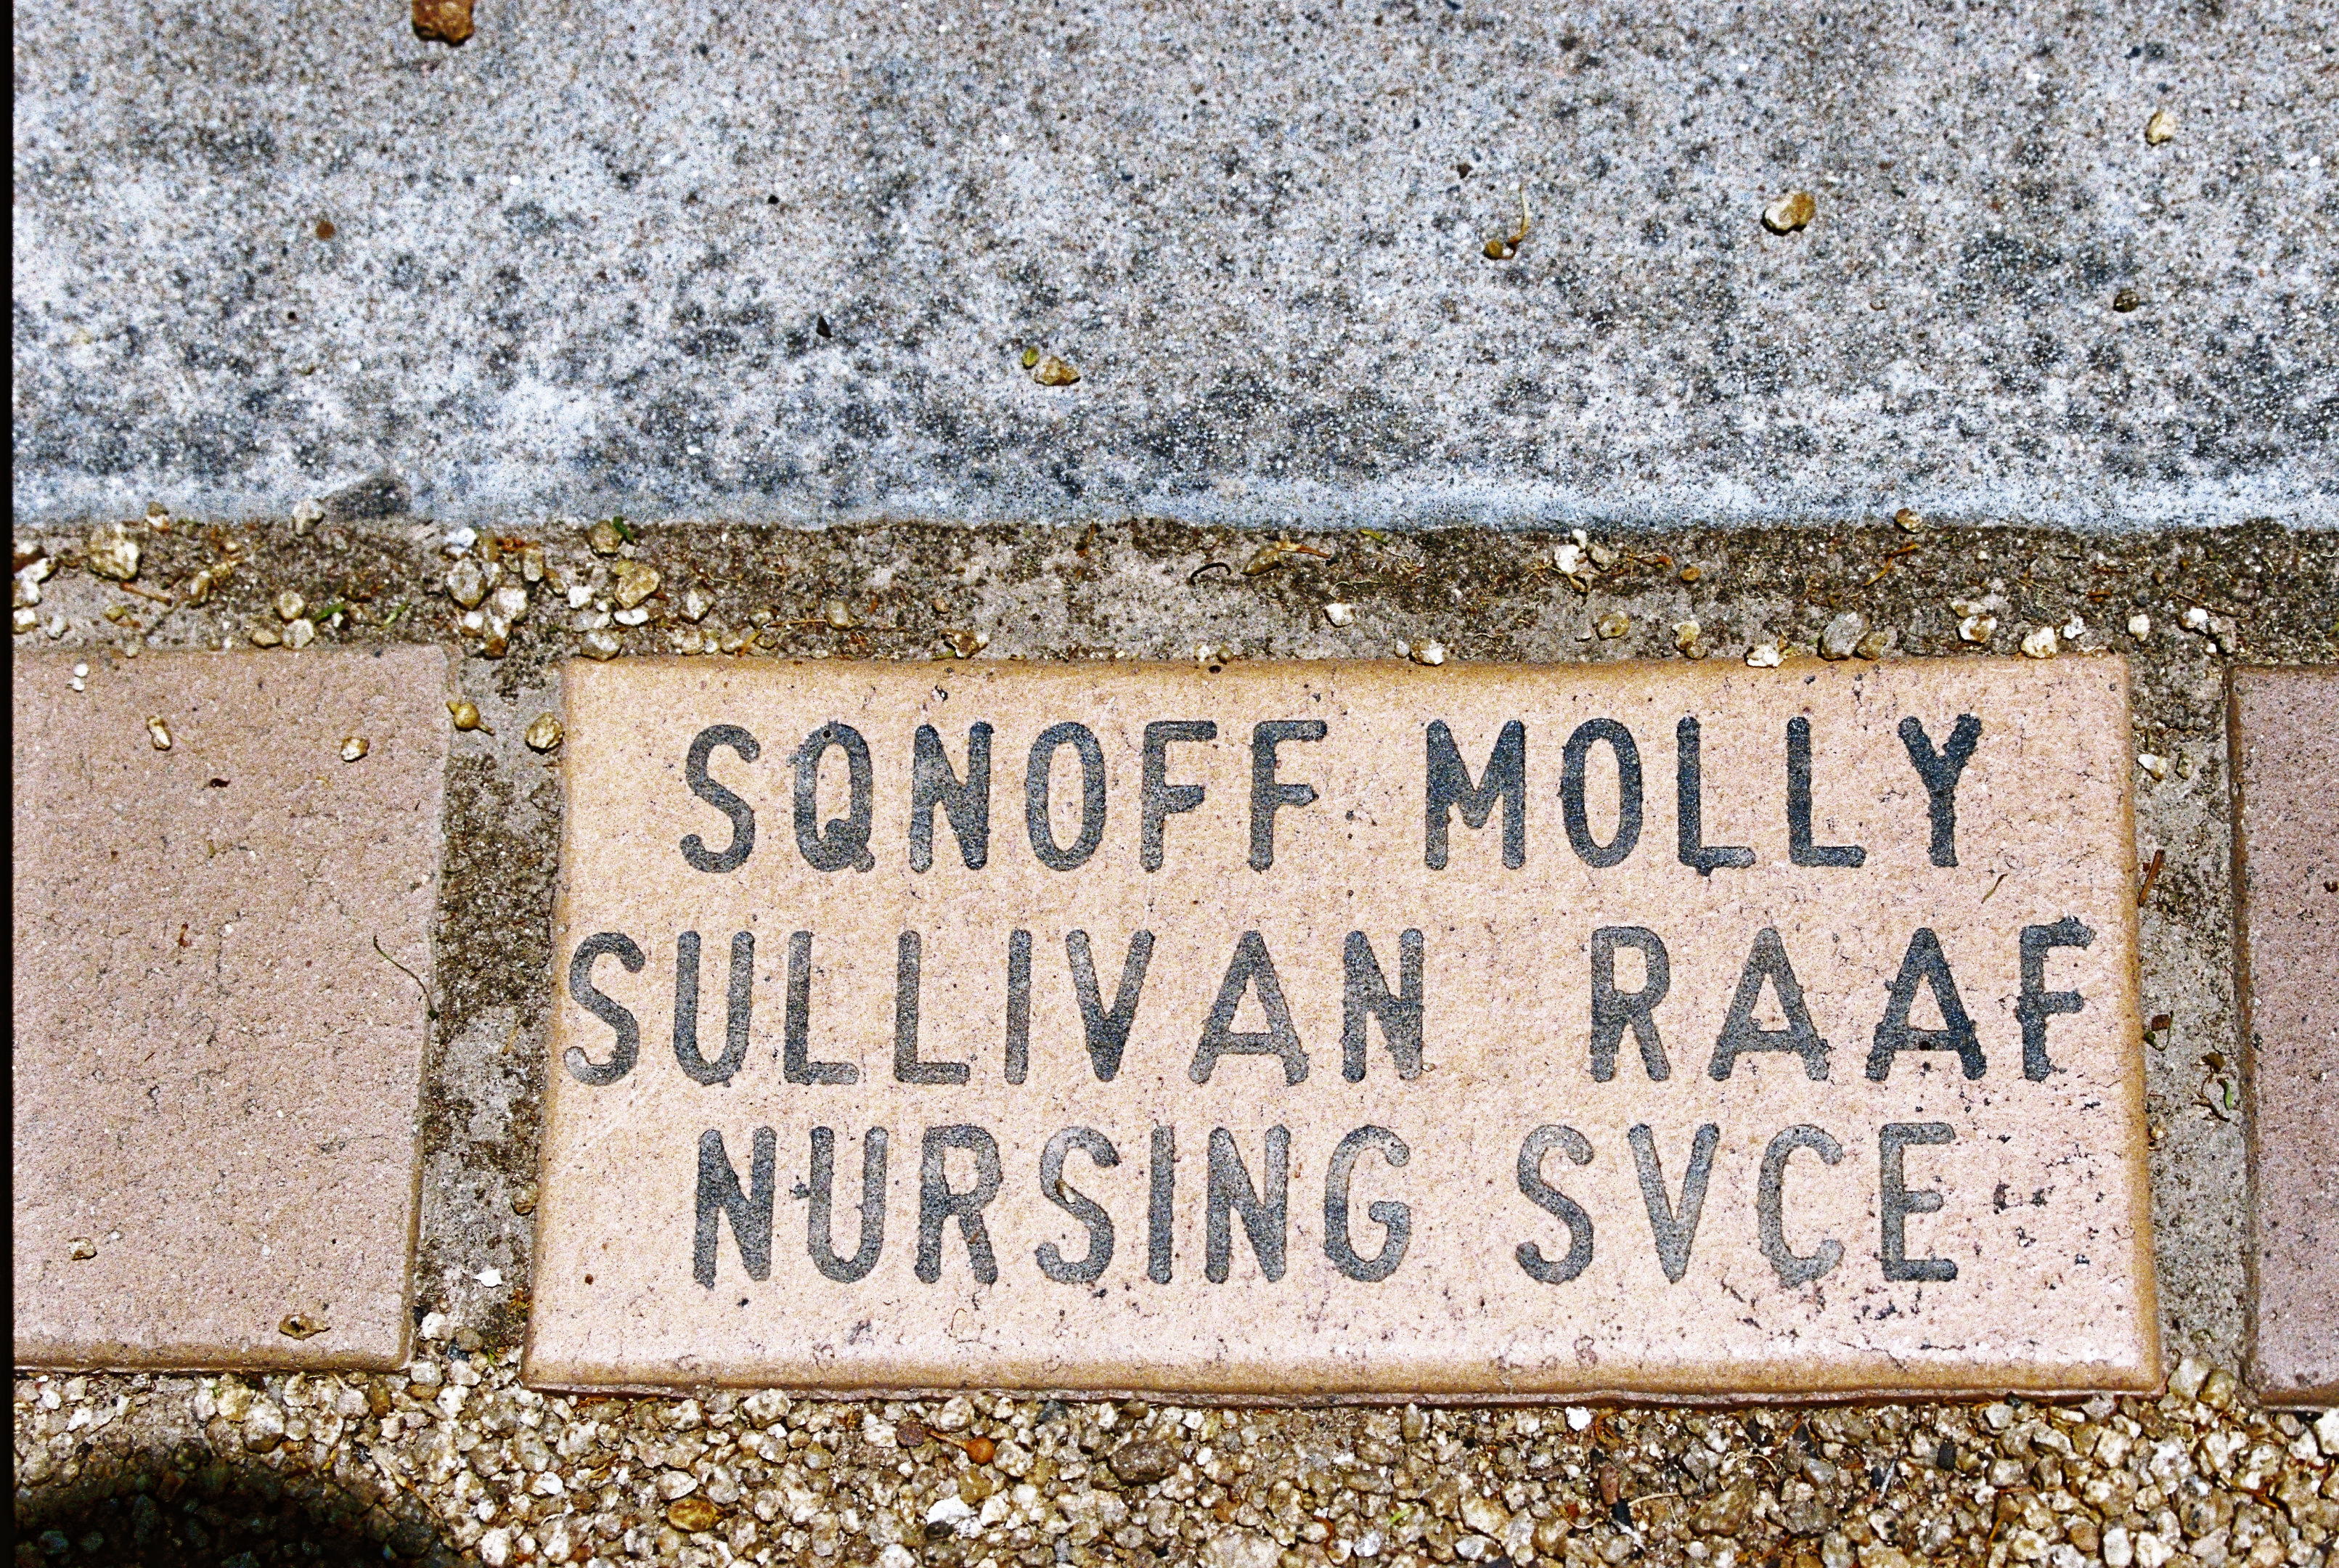 SQNOFF MOLLY
SULLIVAN RAAF
NURSING SVCE